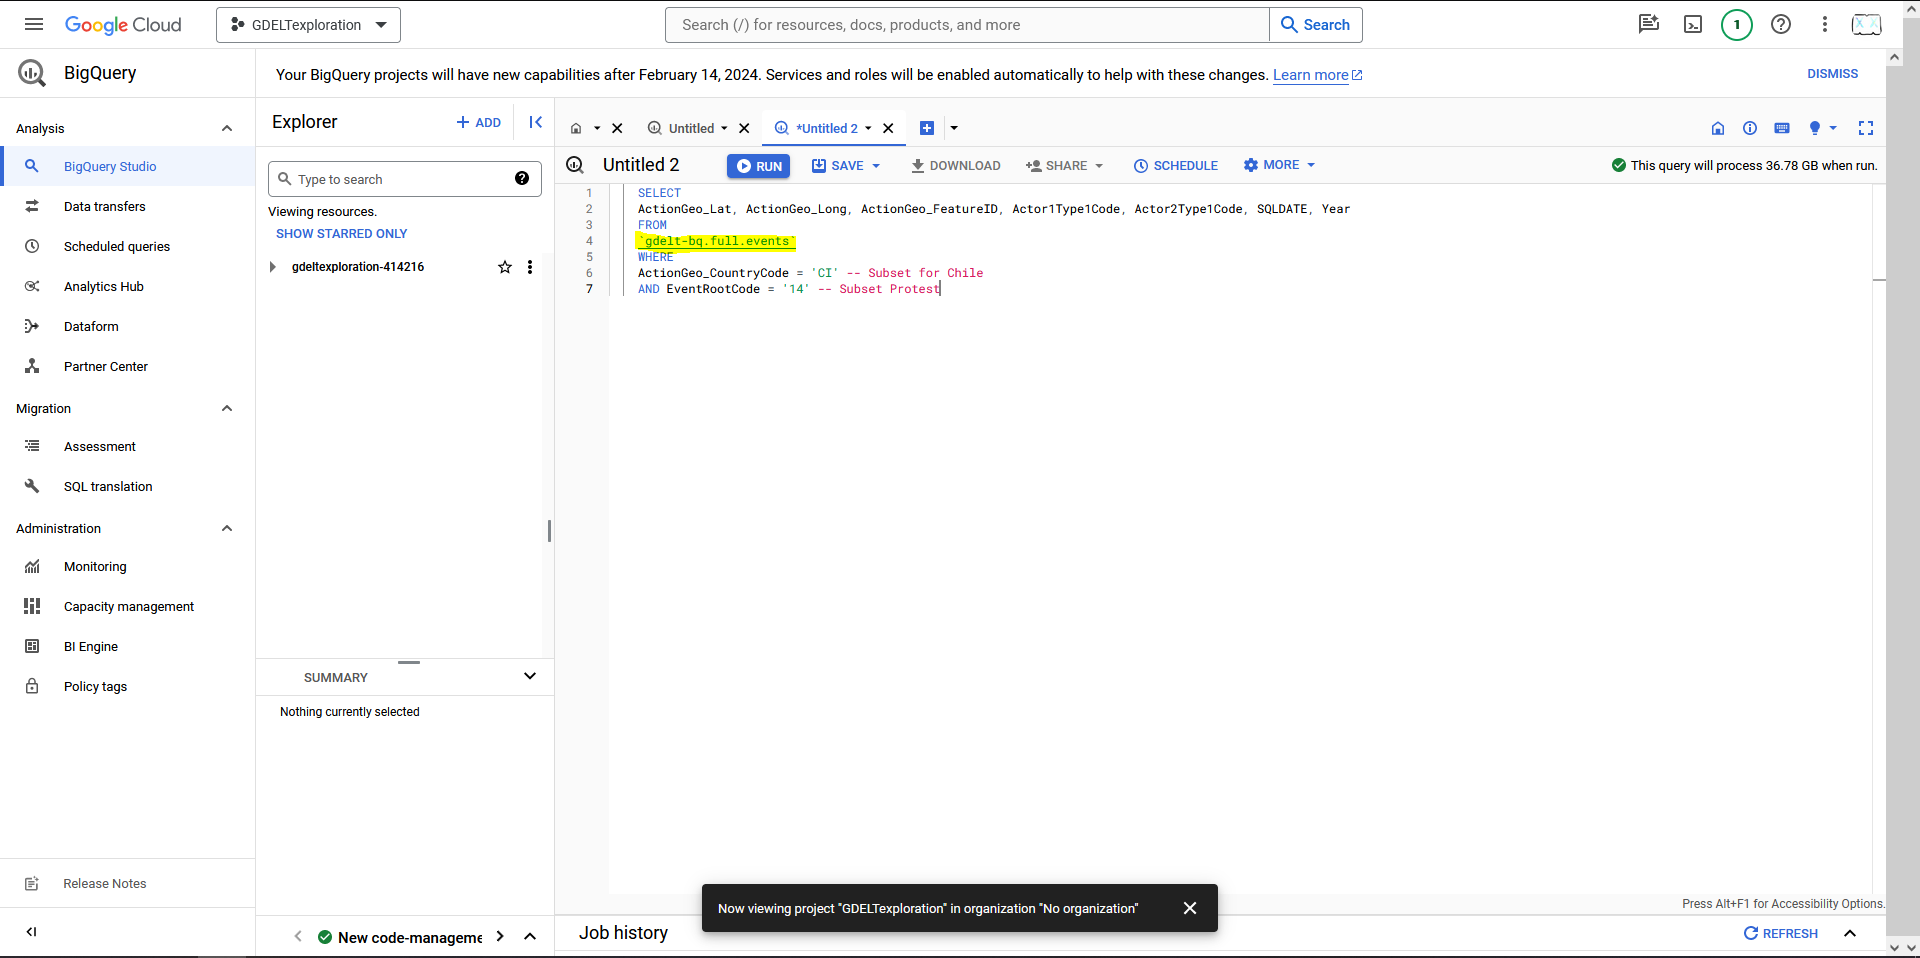 Google Cloud
GDELTexploration
Search (/) for resources, docs, products, and more
Search
1
BigQuery
Your BigQuery projects will have new capabilities after February 14, 2024. Services and roles will be enabled automatically to help with these changes. Learn more
DISMISS
Analysis
BigQuery Studio
Data transfers
Scheduled queries
Analytics Hub
Dataform
Partner Center
Migration
Assessment
SQL translation
Administration
Monitoring
Capacity management
BI Engine
Policy tags
Release Notes
Explorer
+ ADD
Type to search
Viewing resources.
SHOW STARRED ONLY
gdeltexploration-414216
SUMMARY
Nothing currently selected
New code-manageme
Untitled
*Untitled 2
Untitled 2
RUN
SAVE
DOWNLOAD
SHARE
SCHEDULE
MORE
This query will process 36.78 GB when run.
1 SELECT
2 ActionGeo_Lat, ActionGeo_Long, ActionGeo_FeatureID, Actor1Type1Code, Actor2Type1Code, SQLDATE, Year
3 FROM
4 `gdelt-bq.full.events`
5 WHERE
6 ActionGeo_CountryCode = 'CI' -- Subset for Chile
7 AND EventRootCode = '14' -- Subset Protest
Press Alt+F1 for Accessibility Options.
Now viewing project "GDELTexploration" in organization "No organization"
Job history
REFRESH